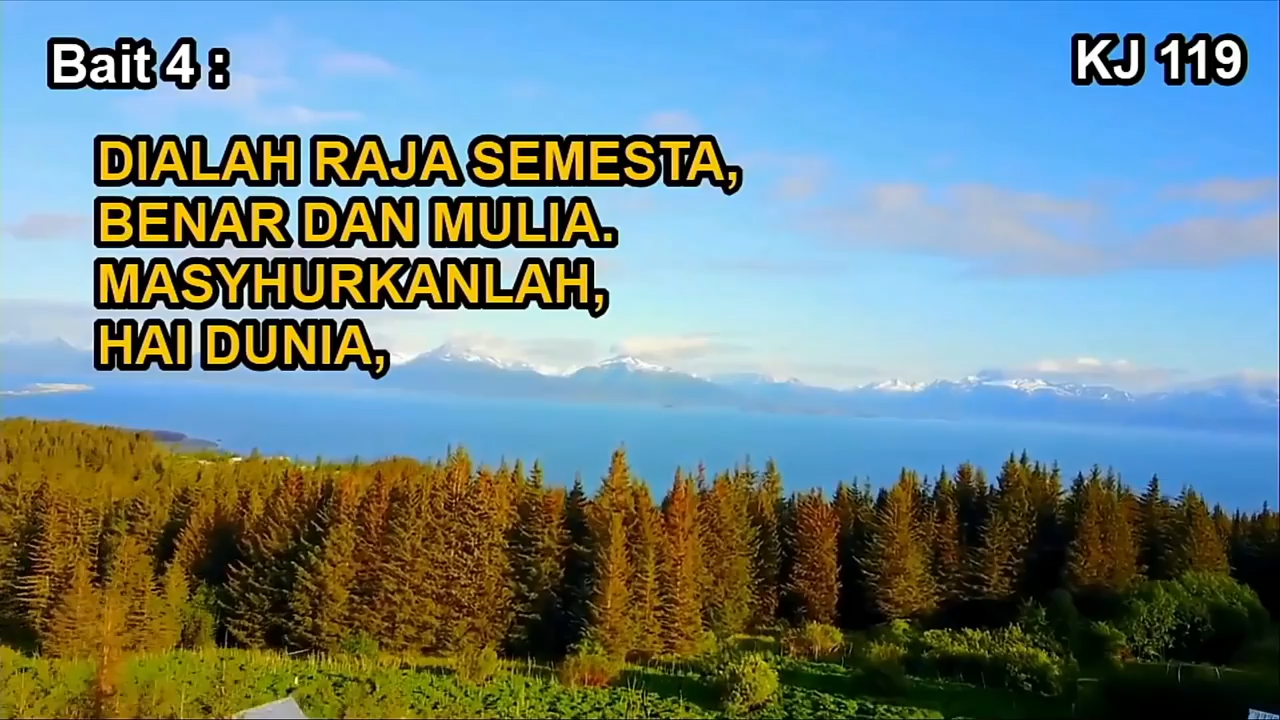 Bait 4 :
KJ 119
DIALAH RAJA SEMESTA,
BENAR DAN MULIA.
MASYHURKANLAH,
HAI DUNIA,